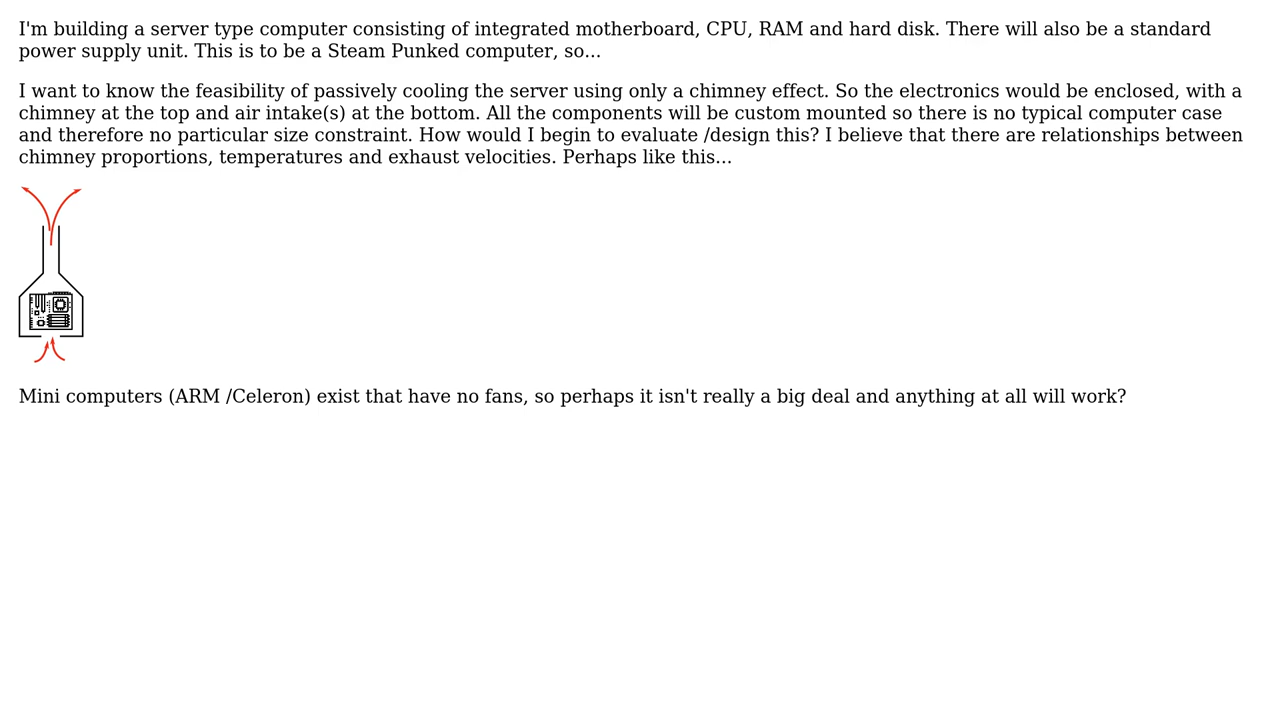 I'm building a server type computer consisting of integrated motherboard, CPU, RAM and hard disk. There will also be a standard
power supply unit. This is to be a Steam Punked computer, so...
I want to know the feasibility of passively cooling the server using only a chimney effect. So the electronics would be enclosed, with a
chimney at the top and air intake(s) at the bottom. All the components will be custom mounted so there is no typical computer case
and therefore no particular size constraint. How would I begin to evaluate /design this? I believe that there are relationships between
chimney proportions, temperatures and exhaust velocities. Perhaps like this...
Mini computers (ARM /Celeron) exist that have no fans, so perhaps it isn't really a big deal and anything at all will work?